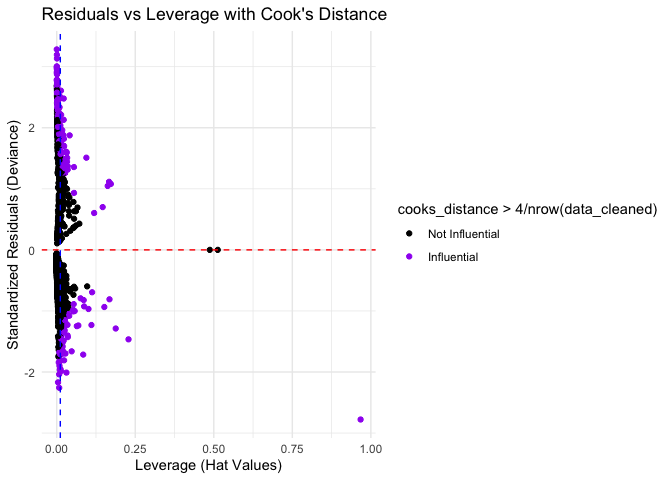 Residuals vs Leverage with Cook's Distance
Standardized Residuals (Deviance)
2
0
-2
0.00 0.25 0.50 0.75 1.00
Leverage (Hat Values)
cooks_distance > 4/nrow(data_cleaned)
Not Influential
Influential